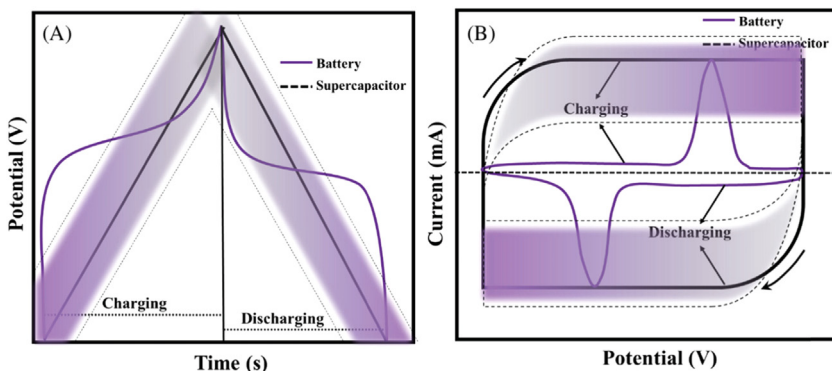 (A)
Battery
Supercapacitor
Potential (V)
Charging
Discharging
Time (s)
(B)
Battery
Supercapacitor
Current (mA)
Charging
Discharging
Potential (V)